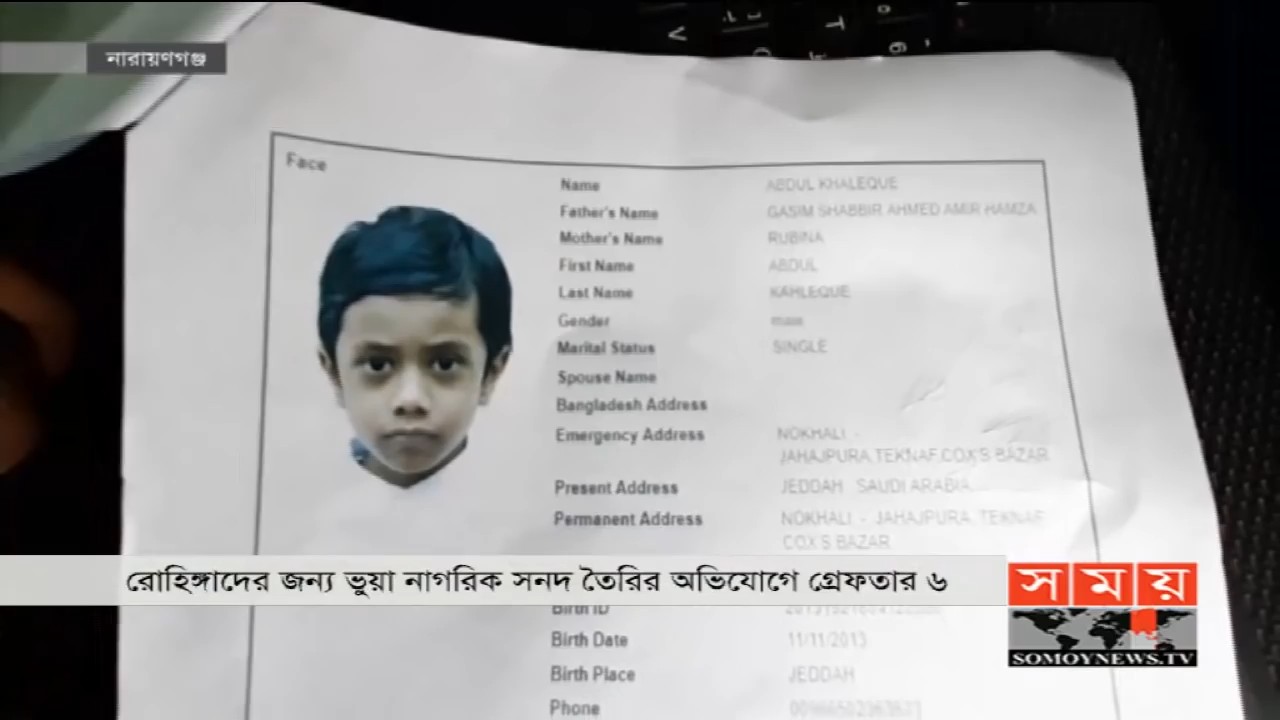 নারায়ণগঞ্জ
Face
Name ABDUL KHALEQUE
Father's Name GASIM SHABBIR AHMED AMIR HAMZA
Mother's Name RUBINA
First Name ABDUL
Last Name KAHLEQUE
Gender male
Marital Status SINGLE
Spouse Name
Bangladesh Address
Emergency Address NOKHALI -
JAHAJPURA,TEKNAF,COX'S BAZAR
Present Address JEDDAH SAUDI ARABIA
Permanent Address NOKHALI - JAHAJPURA, TEKNAF
COX'S BAZAR
রোহিঙ্গাদের জন্য ভুয়া নাগরিক সনদ তৈরির অভিযোগে গ্রেফতার ৬
সময়
SOMOYNEWS.TV
Birth ID
Birth Date 11/11/2013
Birth Place JEDDAH
Phone